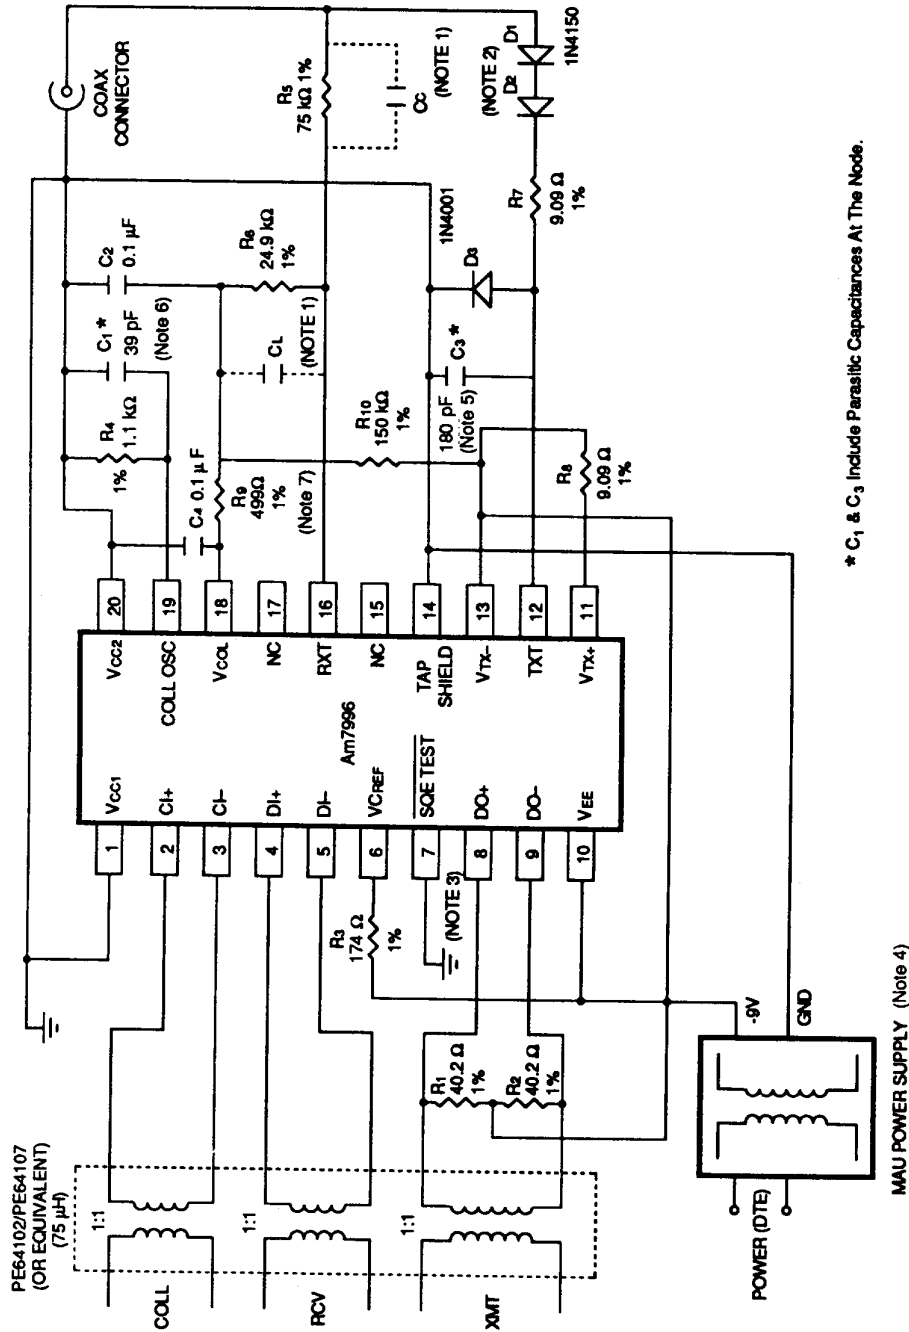 PE64102/PE64107
(OR EQUIVALENT)
(75 µH)
1:1
COLL
1:1
RCV
1:1
XMT
R1
40.2 Ω
1%
R2
40.2 Ω
1%
POWER (DTE)
MAU POWER SUPPLY (Note 4)
-9V
GND
R3
174 Ω
1%
(NOTE 3)
1
2
3
4
5
6
7
8
9
10
VCC1
CI+
CI–
DI+
DI–
VCREF
SQE TEST
DO+
DO–
VEE
Am7996
VCC2
COLL OSC
VCOL
NC
RXT
NC
TAP
SHIELD
VTX–
TXT
VTX+
20
19
18
17
16
15
14
13
12
11
R4
1.1 kΩ
1%
C1 *
39 pF
(Note 6)
C2
0.1 µF
C4 0.1 µF
R9
499Ω
1%
(Note 7)
R6
24.9 kΩ
1%
CL
(NOTE 1)
R10
150 kΩ
1%
180 pF
C3 *
(Note 5)
R8
9.09 Ω
1%
D3
1N4001
R7
9.09 Ω
1%
COAX
CONNECTOR
R5
75 kΩ 1%
CC
(NOTE 1)
(NOTE 2)
D1
D2
1N4150
* C1 & C3 Include Parasitic Capacitances At The Node.